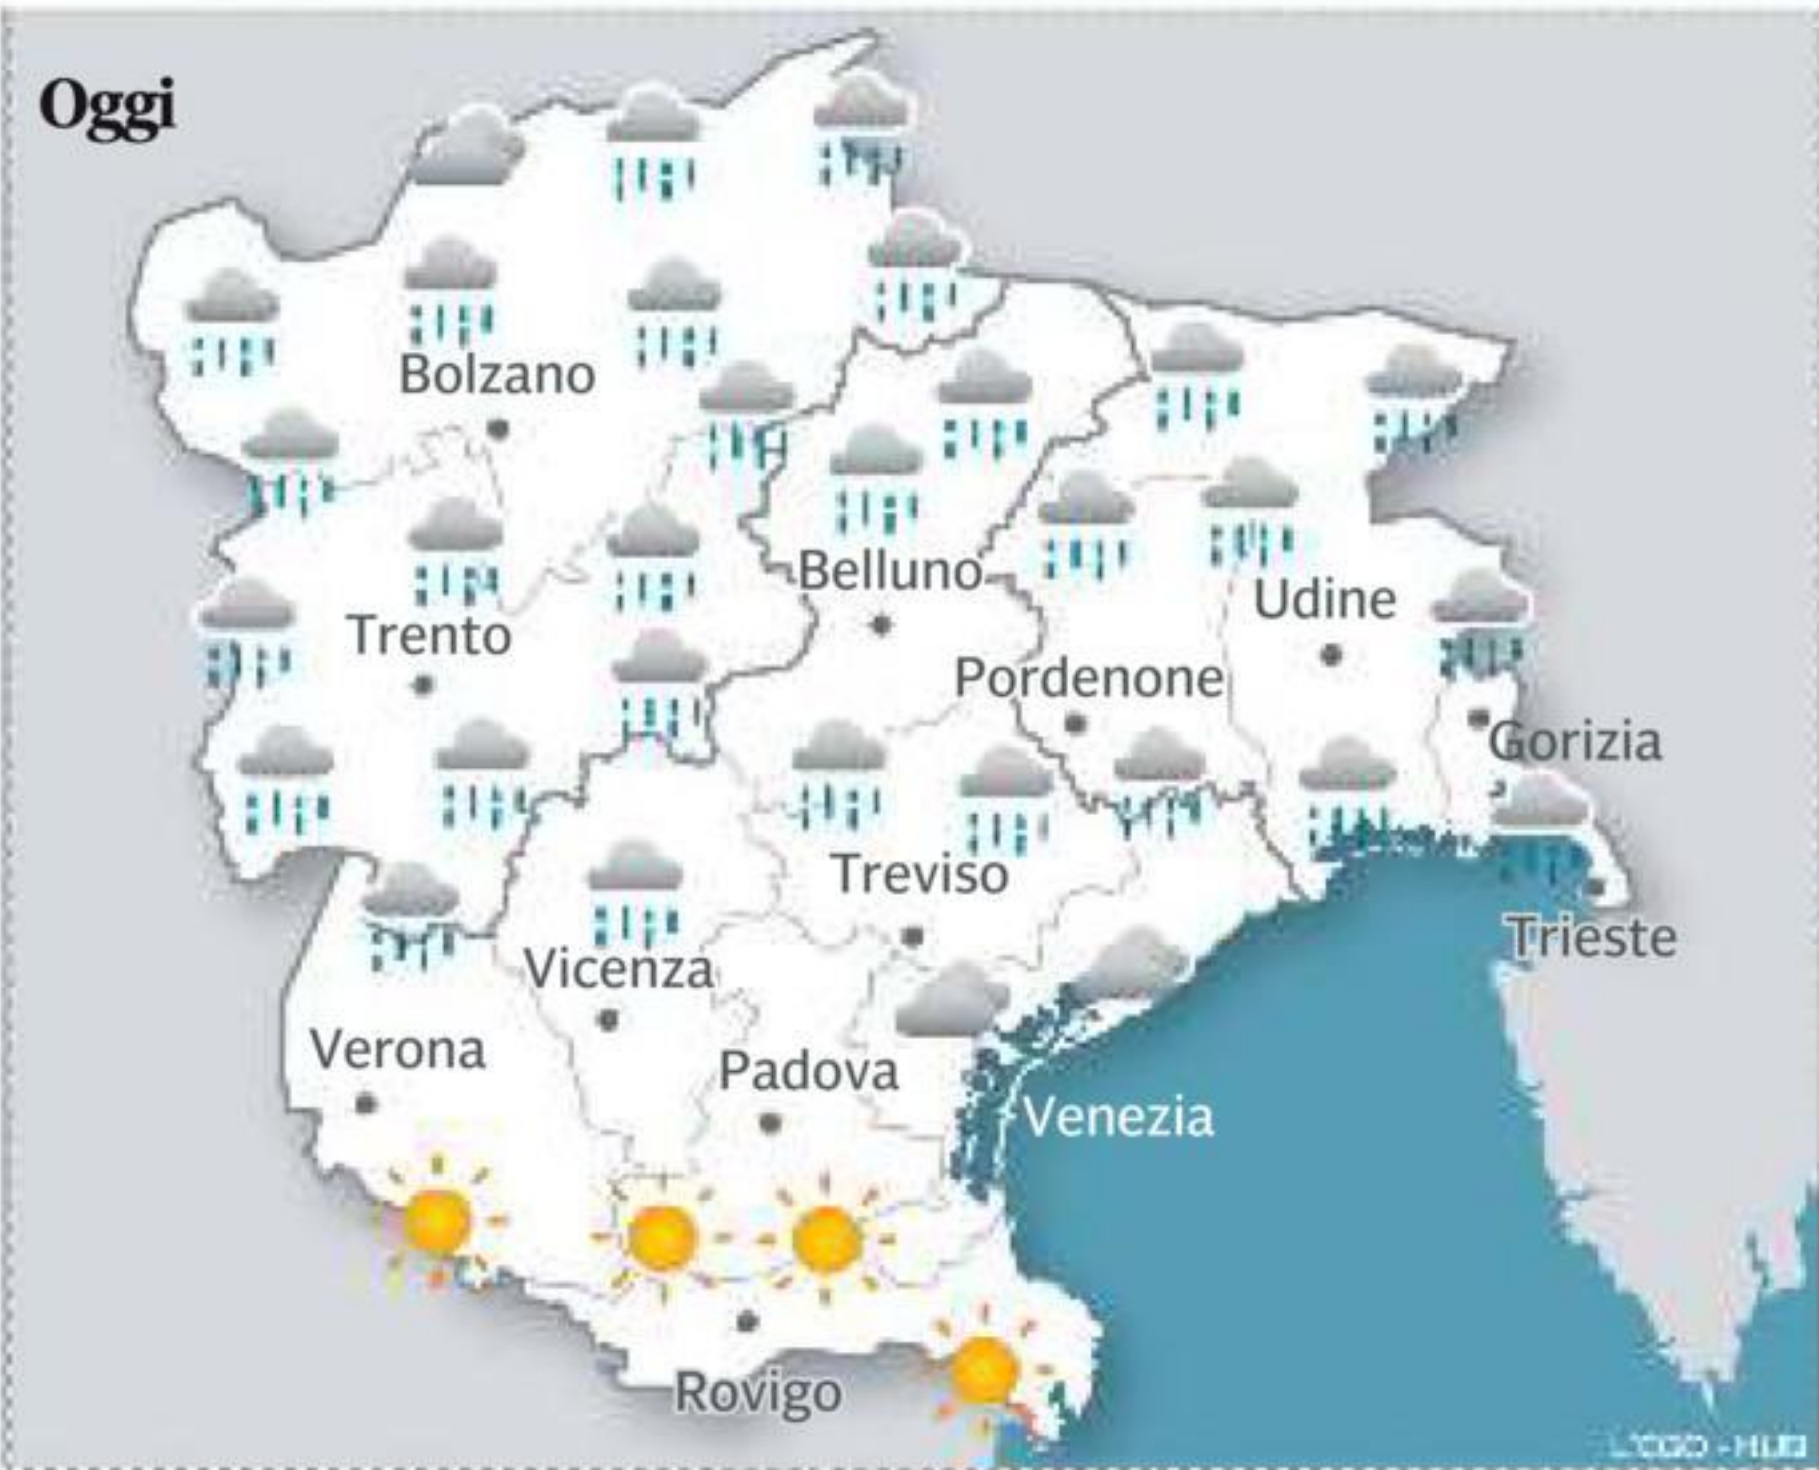 Oggi
Bolzano
Belluno
Udine
Trento
Pordenone
Gorizia
Treviso
Trieste
Vicenza
Verona
Padova
Venezia
Rovigo